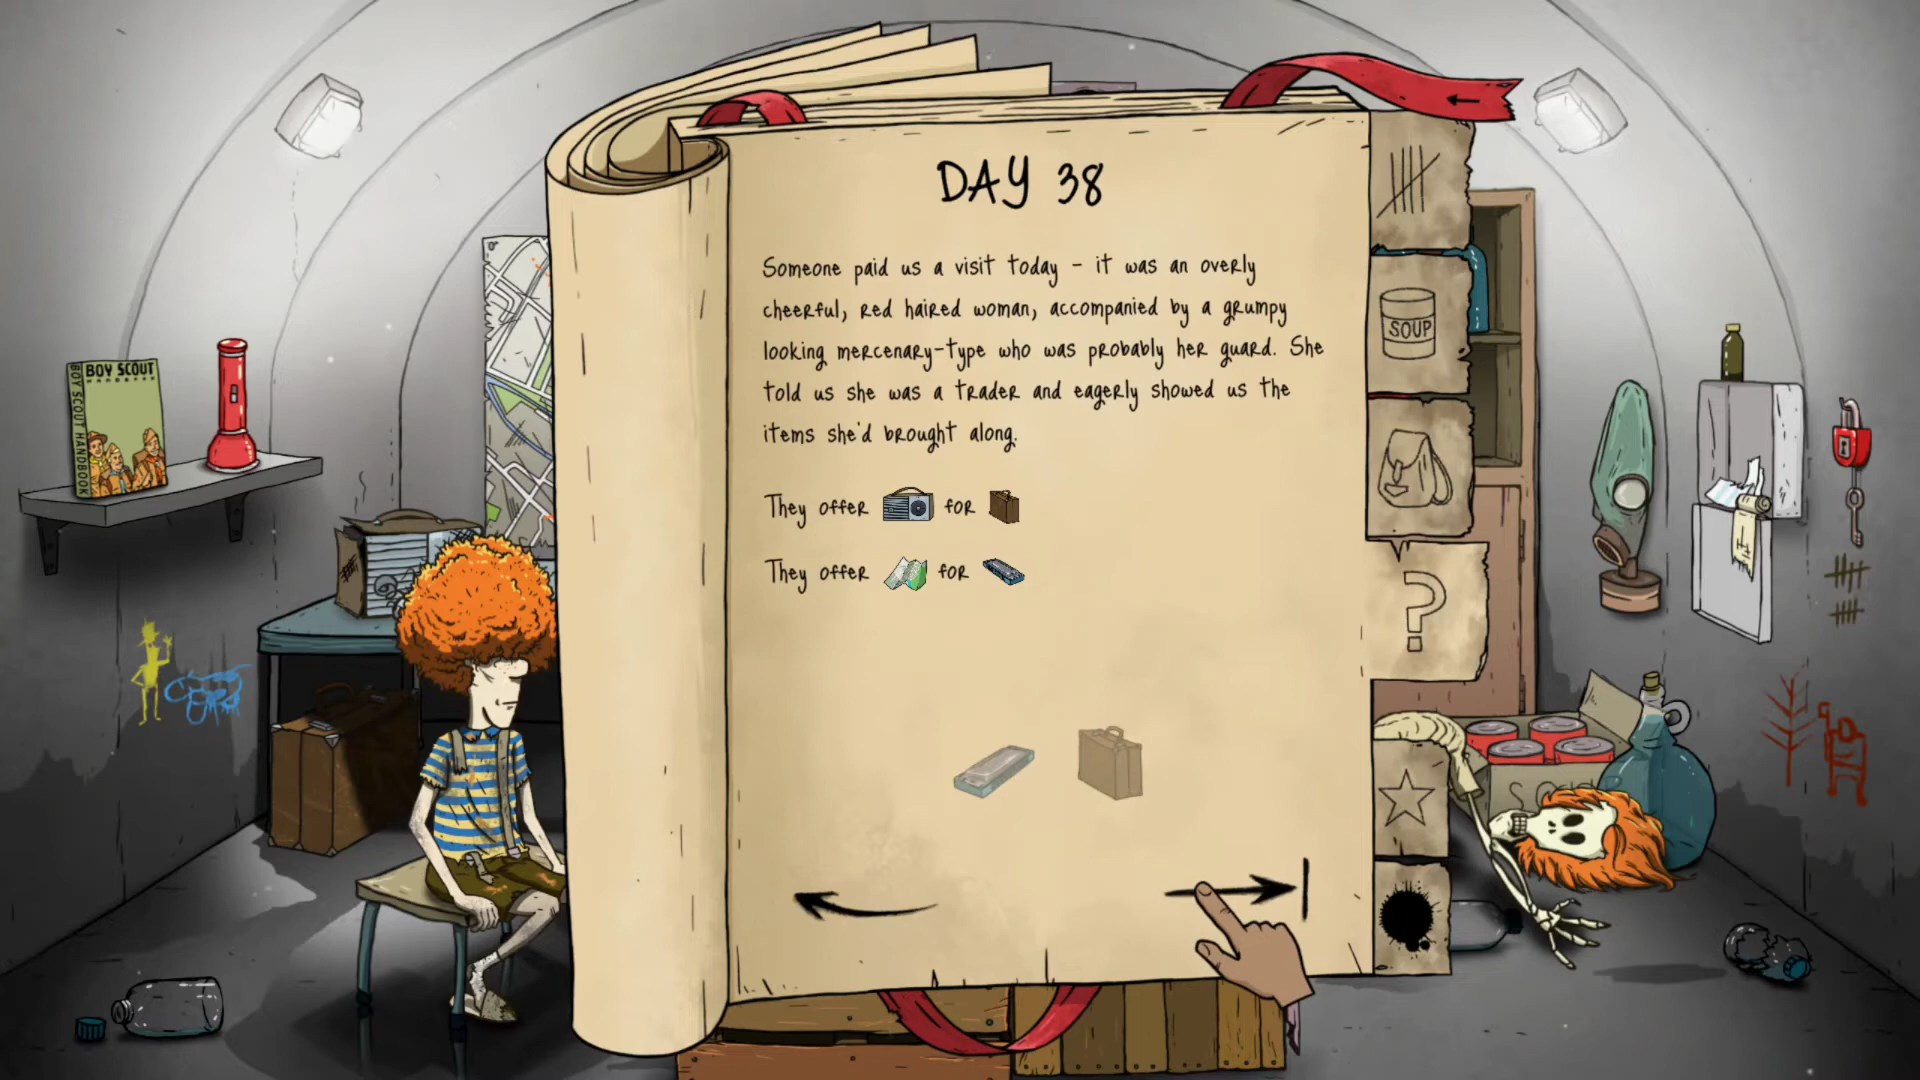 DAY 38
Someone paid us a visit today - it was an overly
cheerful, red haired woman, accompanied by a grumpy
looking mercenary-type who was probably her guard. She
told us she was a trader and eagerly showed us the
items she'd brought along.
They offer for
They offer for
SOUP
?
BOY SCOUT
HANDBOOK
BOY SCOUT HANDBOOK